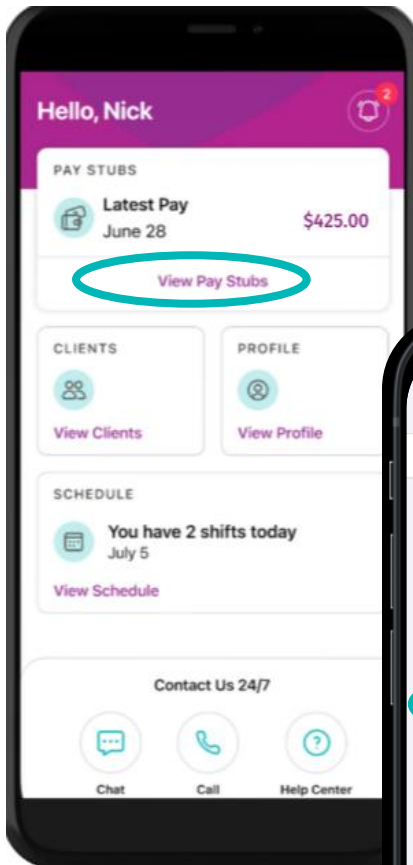 Hello, Nick
2
PAY STUBS
Latest Pay
June 28
$425.00
View Pay Stubs
CLIENTS
View Clients
PROFILE
View Profile
SCHEDULE
You have 2 shifts today
July 5
View Schedule
Contact Us 24/7
Chat
Call
Help Center